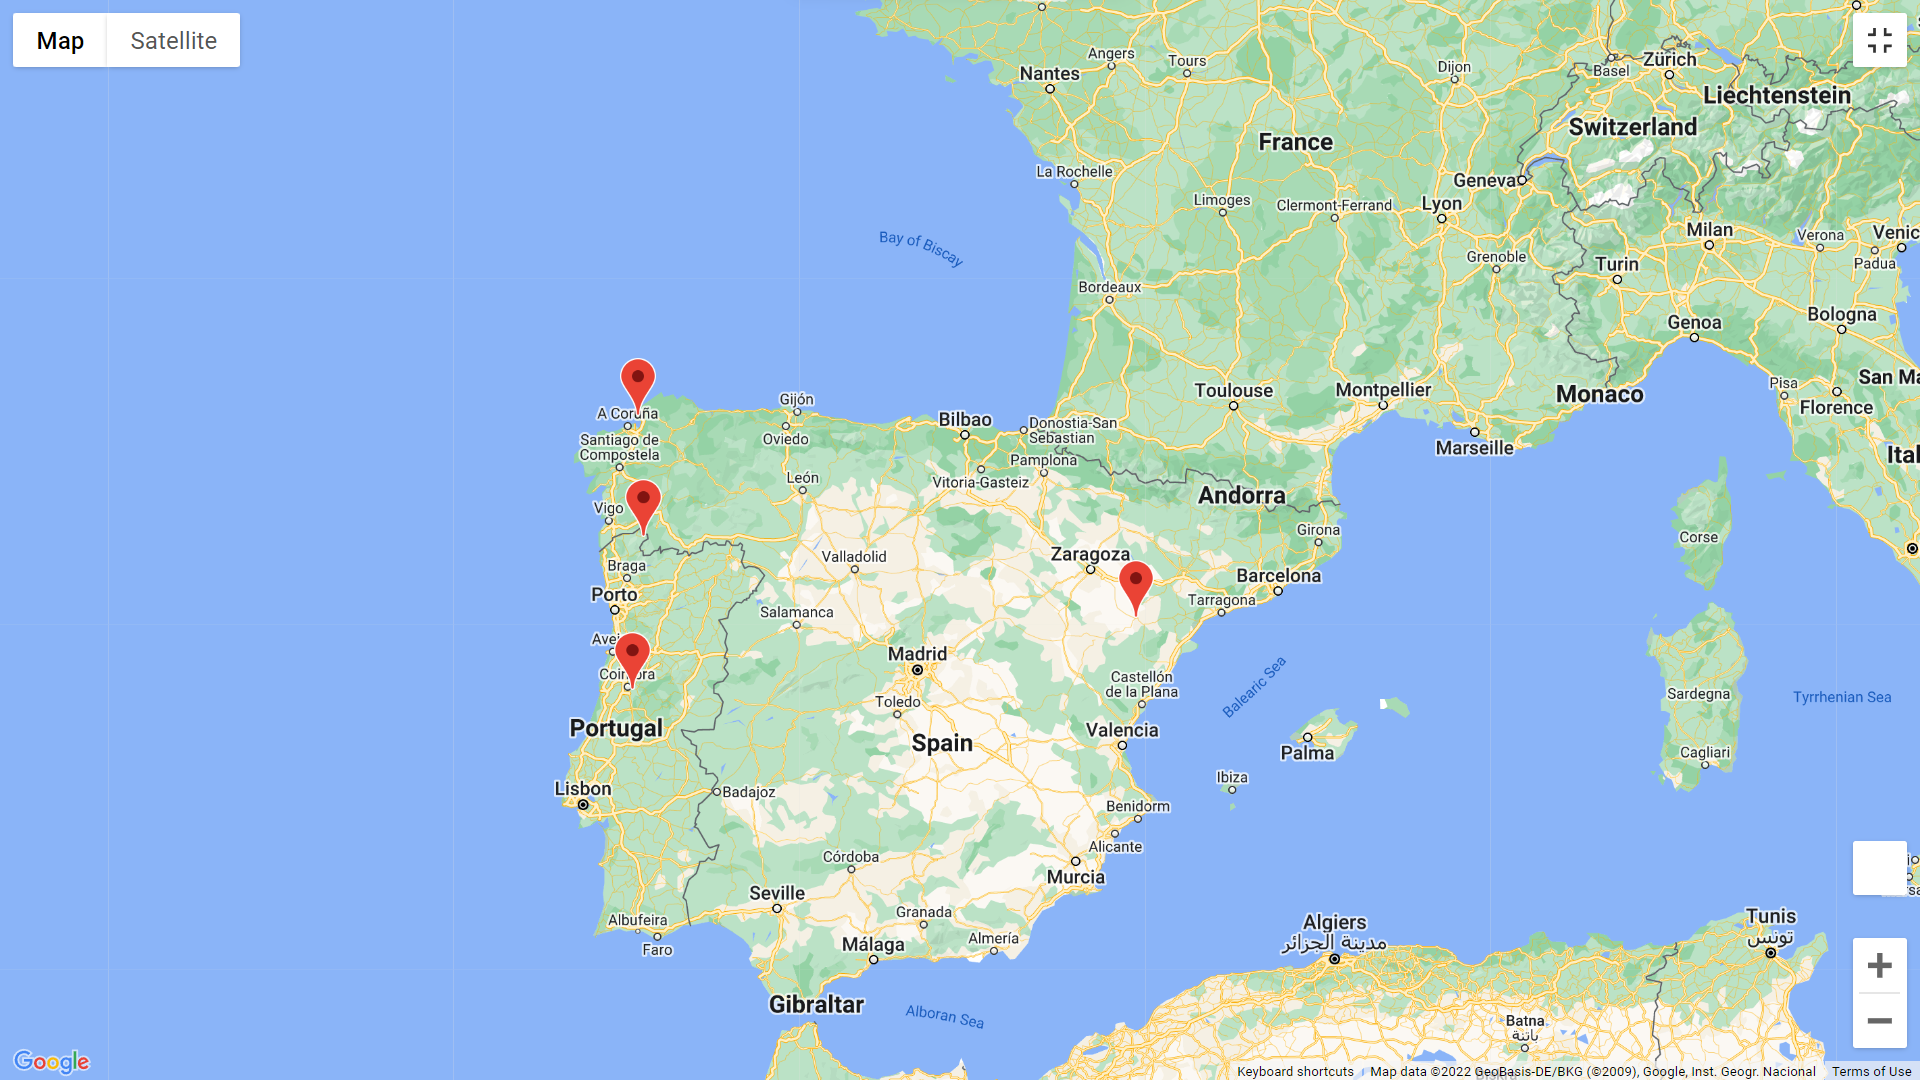 Map
Satellite
Angers
Tours
Nantes
Dijon
Basel
Zürich
Liechtenstein
Switzerland
France
La Rochelle
Limoges
Clermont-Ferrand
Geneva
Lyon
Milan
Verona
Venic
Padua
Bay of Biscay
Grenoble
Turin
Bordeaux
Genoa
Bologna
Toulouse
Montpellier
Monaco
Pisa
San Ma
Florence
A Coruña
Gijón
Oviedo
Bilbao
Donostia-San
Sebastian
Marseille
Ital
Santiago de
Compostela
León
Pamplona
Vitoria-Gasteiz
Andorra
Vigo
Girona
Corse
Braga
Valladolid
Zaragoza
Barcelona
Porto
Salamanca
Tarragona
Madrid
Coimbra
Castellón
de la Plana
Balearic Sea
Sardegna
Tyrrhenian Sea
Toledo
Portugal
Spain
Valencia
Palma
Cagliari
Ibiza
Lisbon
Badajoz
Benidorm
Alicante
Córdoba
Murcia
Seville
Granada
Albufeira
Faro
Málaga
Almería
Algiers
مدينة الجزائر
Tunis
تونس
Gibraltar
Alboran Sea
Batna
باتنة
Google
Keyboard shortcuts
Map data ©2022 GeoBasis-DE/BKG (©2009), Google, Inst. Geogr. Nacional
Terms of Use